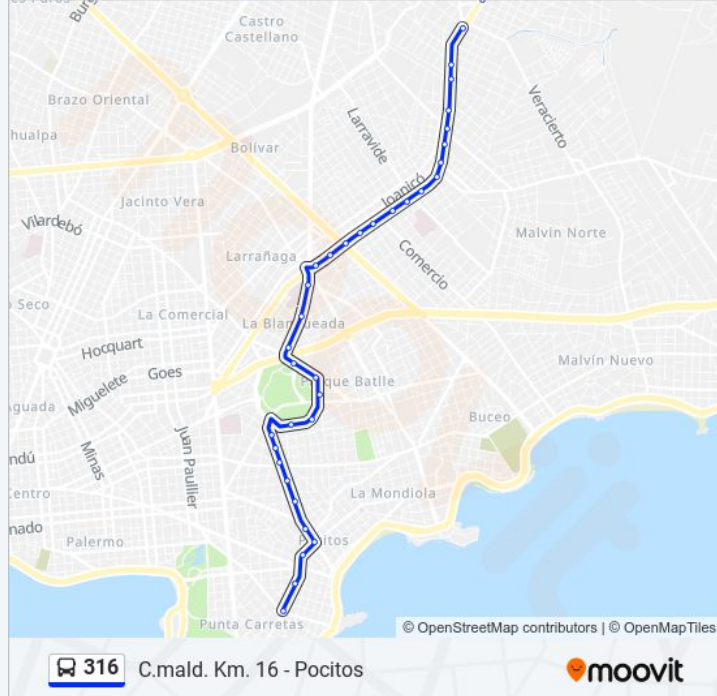 Castro
Castellano
Brazo Oriental
Larravide
Veracierto
hualpa
Bolívar
Joanicó
Jacinto Vera
Vilardebó
Malvín Norte
Larrañaga
Comercio
o Seco
La Comercial
La Blanqueada
Hocquart
Goes
Malvín Nuevo
Miguelete
Parque Batlle
Aguada
Buceo
Juan Paullier
Minas
ndú
La Mondiola
Centro
nado
Palermo
Pocitos
Punta Carretas
© OpenStreetMap contributors | © OpenMapTiles
316 C.mald. Km. 16 - Pocitos
moovit